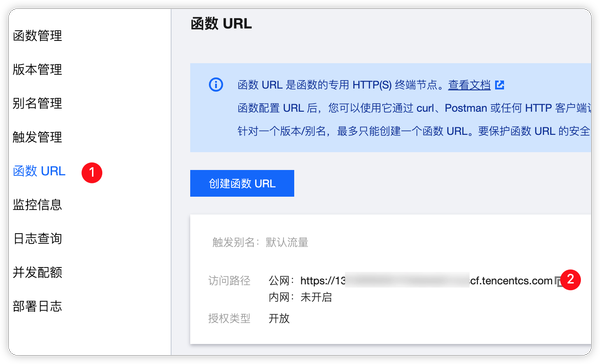 函数管理
版本管理
别名管理
触发管理
函数 URL
1
监控信息
日志查询
并发配额
部署日志
函数 URL
函数 URL 是函数的专用 HTTP(S) 终端节点。查看文档
函数配置 URL 后，您可以使用它通过 curl、Postman 或任何 HTTP 客户端
针对一个版本/别名，最多只能创建一个函数 URL。要保护函数 URL 的安全
创建函数 URL
触发别名：默认流量
访问路径 公网：https://13 cf.tencentcs.com 2
内网：未开启
授权类型 开放